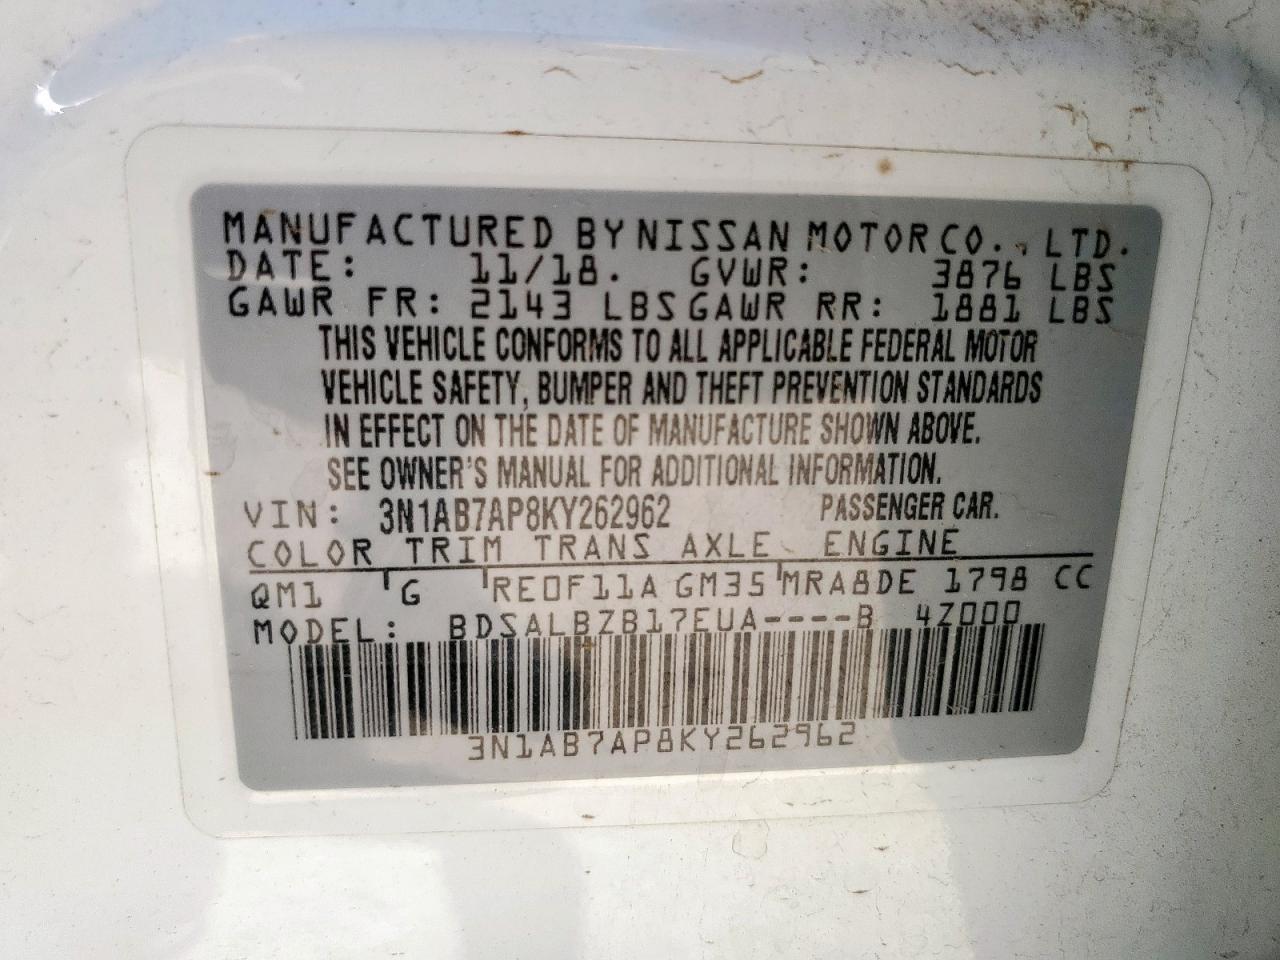 MANUFACTURED BY NISSAN MOTOR CO., LTD.
DATE: 11/18. GVWR: 3876 LBS
GAWR FR: 2143 LBS GAWR RR: 1881 LBS
THIS VEHICLE CONFORMS TO ALL APPLICABLE FEDERAL MOTOR
VEHICLE SAFETY, BUMPER AND THEFT PREVENTION STANDARDS
IN EFFECT ON THE DATE OF MANUFACTURE SHOWN ABOVE.
SEE OWNER'S MANUAL FOR ADDITIONAL INFORMATION.
VIN: 3N1AB7AP8KY262962 PASSENGER CAR.
COLOR TRIM TRANS AXLE ENGINE
QM1 G RE0F11A GM35 MRA8DE 1798 CC
MODEL: BDSALBZB17EUA----B 4Z000
3N1AB7AP8KY262962